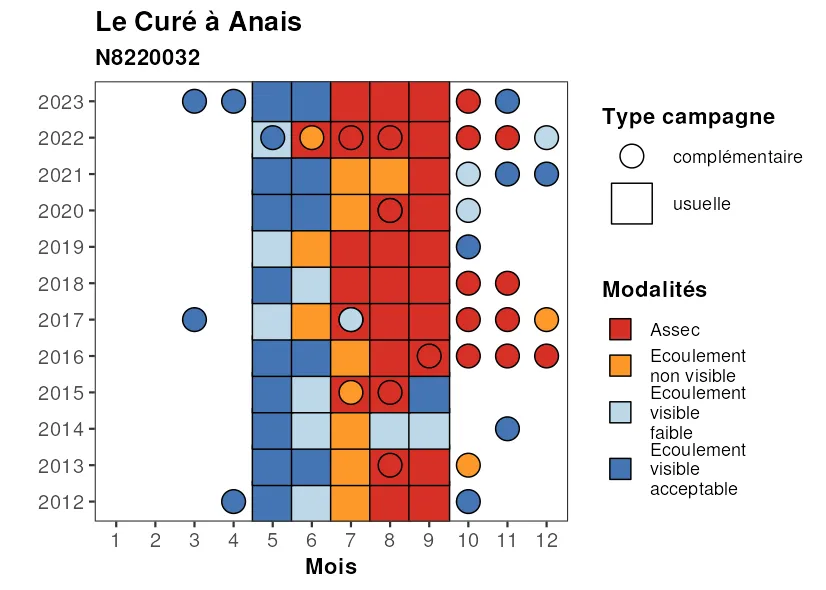 Le Curé à Anais
N8220032
2023
2022
2021
2020
2019
2018
2017
2016
2015
2014
2013
2012
1 2 3 4 5 6 7 8 9 10 11 12
Mois
Type campagne
complémentaire
usuelle
Modalités
Assec
Ecoulement
non visible
Ecoulement
visible
faible
Ecoulement
visible
acceptable